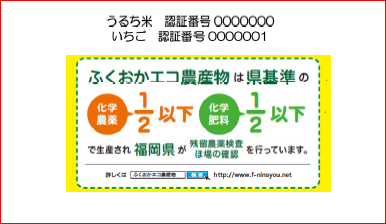 うるち米　認証番号 0000000
いちご　認証番号 0000001
ふくおかエコ農産物は県基準の
化学農薬 1/2 以下 化学肥料 1/2 以下
で生産され 福岡県が 残留農薬検査 ほ場の確認 を行っています。
詳しくは ふくおかエコ農産物 検索 http://www.f-ninsyou.net